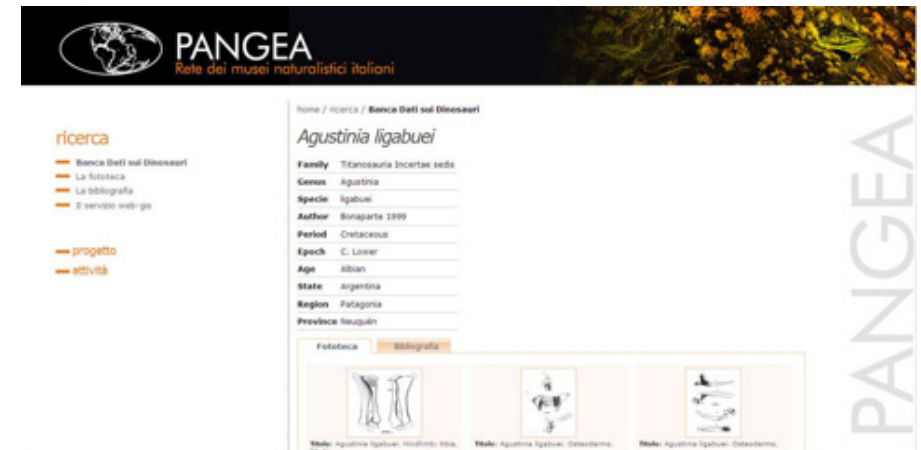 PANGEA
Rete dei musei naturalistici italiani
home / ricerca / Banca Dati sui Dinosauri
ricerca
Banca Dati sui Dinosauri
La fototeca
La bibliografia
Il servizio web-gis
progetto
attività
Agustinia ligabuei
Family Titanosauria Incertae sedis
Genus Agustinia
Specie ligabuei
Author Bonaparte 1999
Period Cretaceous
Epoch C. Lower
Age Albian
State Argentina
Region Patagonia
Province Neuquén
Fototeca Bibliografia
Titolo: Agustinia ligabuei. Hindlimb: tibia.
Titolo: Agustinia ligabuei. Osteoderms.
Titolo: Agustinia ligabuei. Osteoderms.
PANGEA